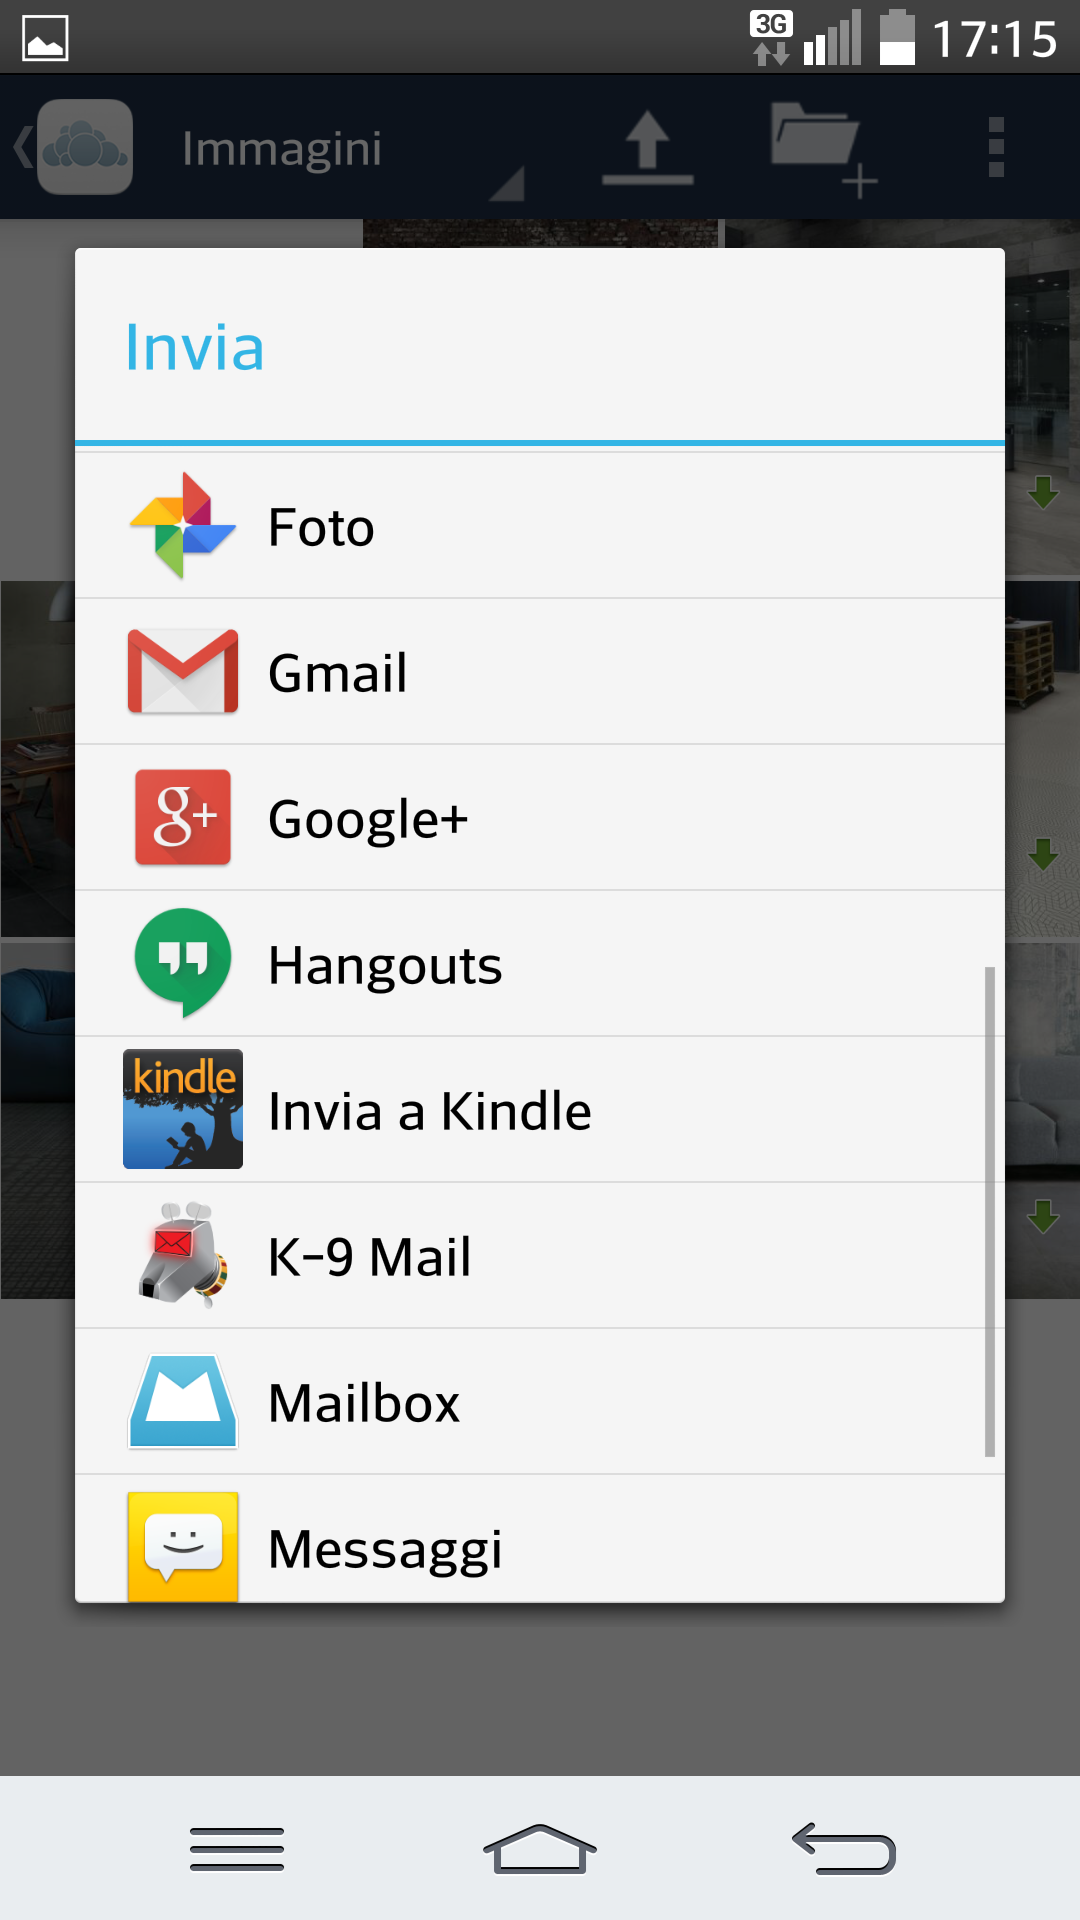 3G 17:15
Immagini
Invia
Foto
Gmail
g+ Google+
Hangouts
kindle Invia a Kindle
K-9 Mail
Mailbox
Messaggi